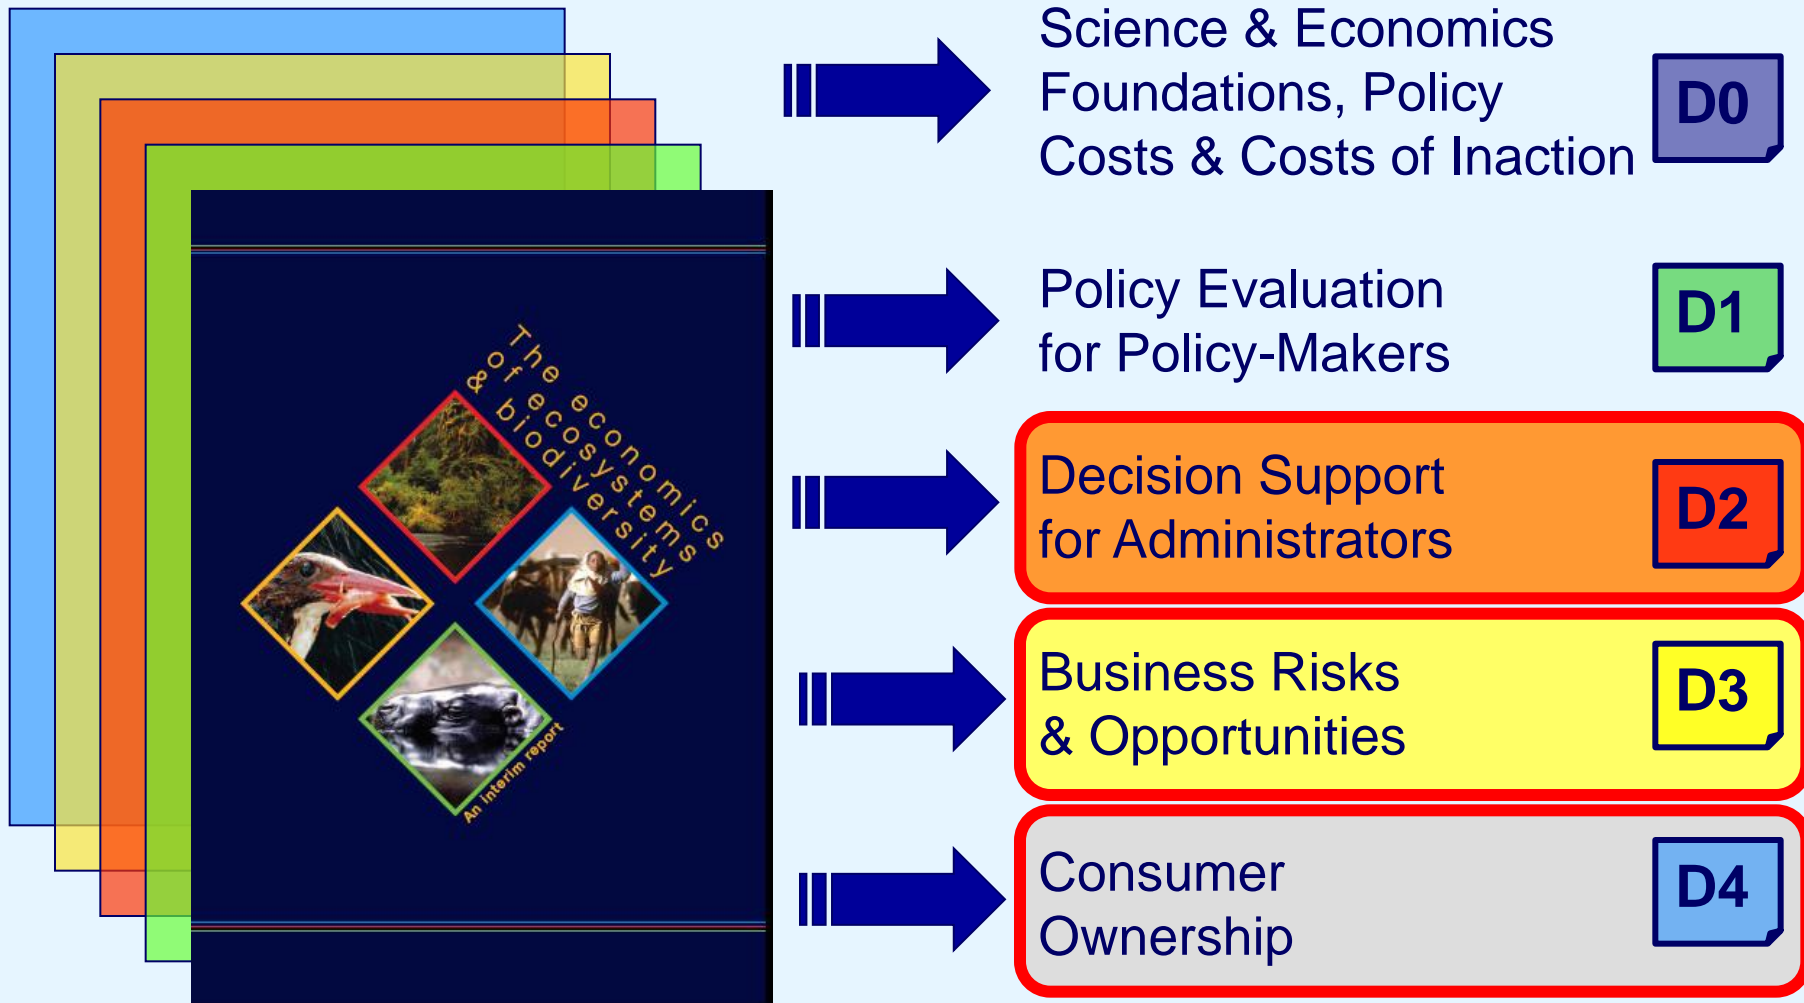 Science & Economics
Foundations, Policy
Costs & Costs of Inaction
D0
Policy Evaluation
for Policy-Makers
D1
Decision Support
for Administrators
D2
Business Risks
& Opportunities
D3
Consumer
Ownership
D4
The economics
of ecosystems
& biodiversity
An interim report